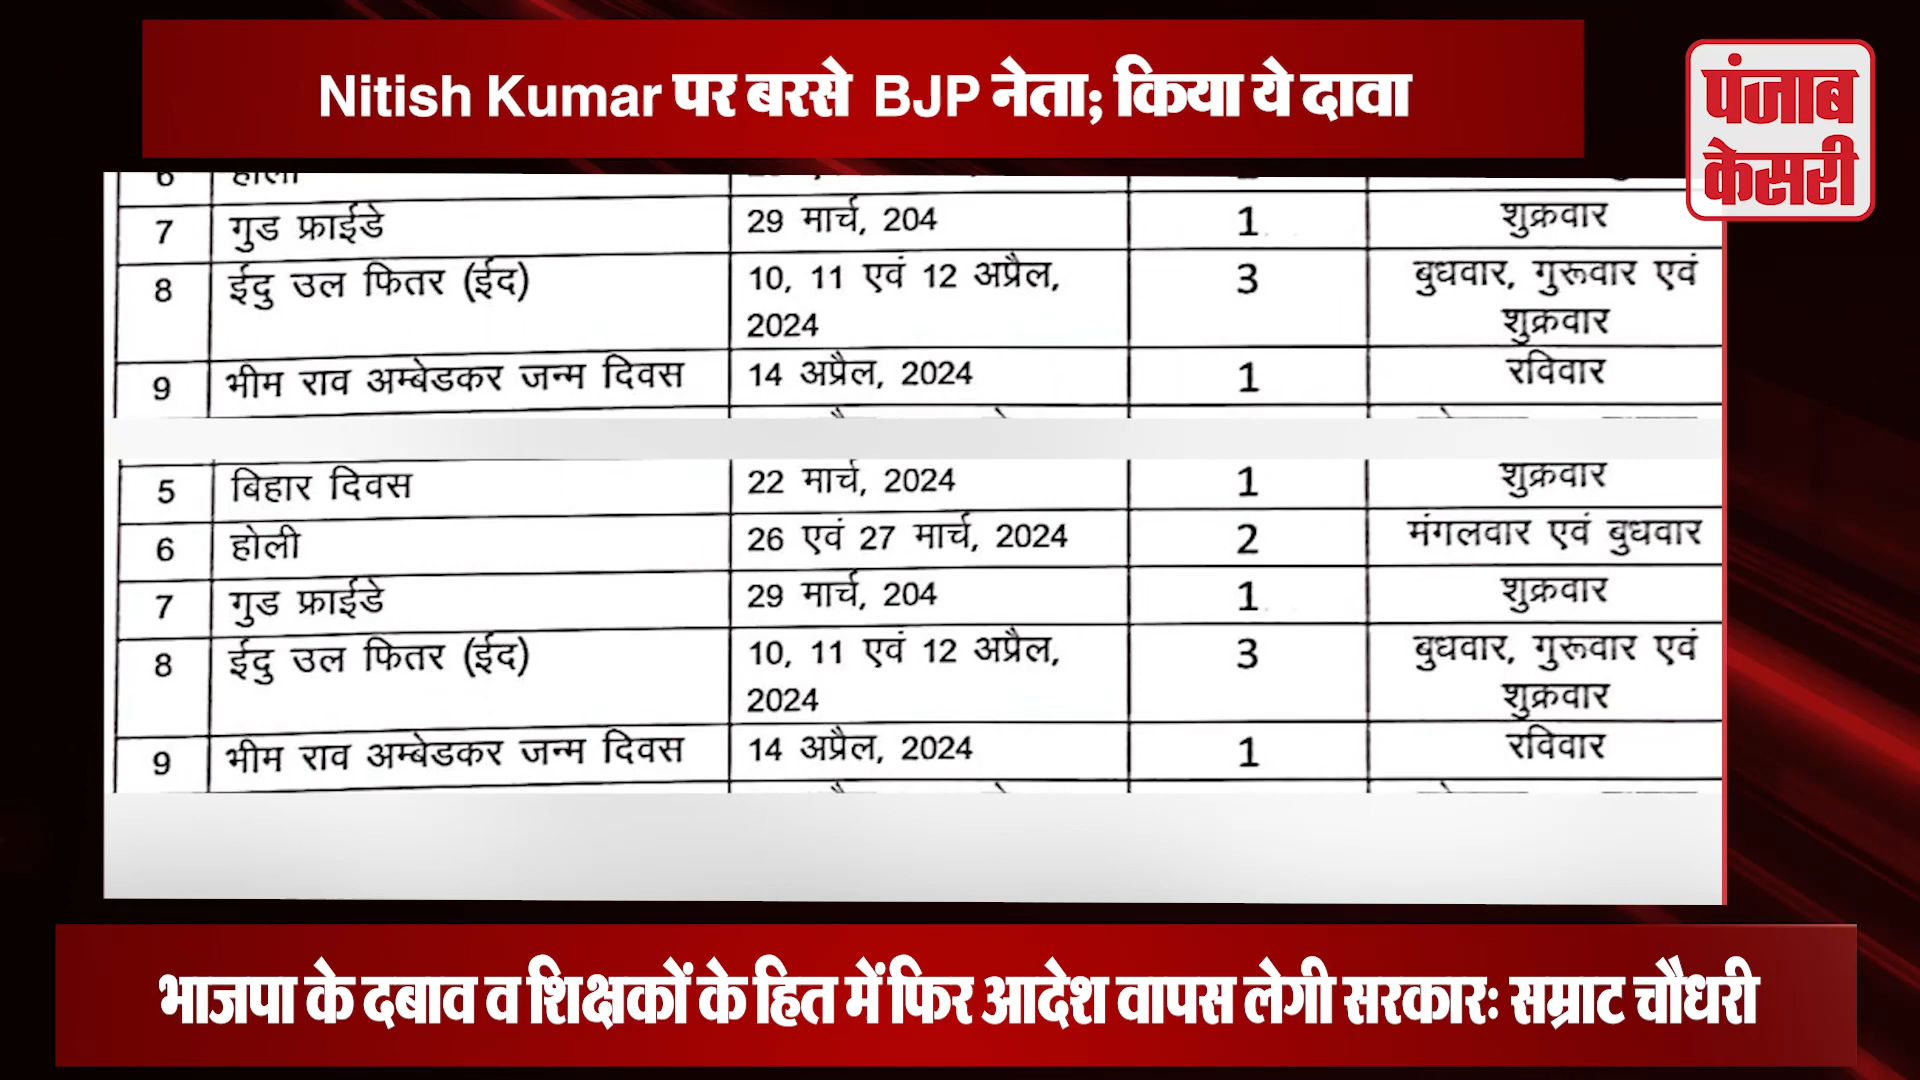 Nitish Kumar पर बरसे BJP नेता; किया ये दावा
पंजाब
केसरी
6 होली
7 गुड फ्राईडे 29 मार्च, 204 1 शुक्रवार
8 ईदु उल फितर (ईद) 10, 11 एवं 12 अप्रैल, 3 बुधवार, गुरूवार एवं
2024 शुक्रवार
9 भीम राव अम्बेडकर जन्म दिवस 14 अप्रैल, 2024 1 रविवार
5 बिहार दिवस 22 मार्च, 2024 1 शुक्रवार
6 होली 26 एवं 27 मार्च, 2024 2 मंगलवार एवं बुधवार
7 गुड फ्राईडे 29 मार्च, 204 1 शुक्रवार
8 ईदु उल फितर (ईद) 10, 11 एवं 12 अप्रैल, 3 बुधवार, गुरूवार एवं
2024 शुक्रवार
9 भीम राव अम्बेडकर जन्म दिवस 14 अप्रैल, 2024 1 रविवार
भाजपा के दबाव व शिक्षकों के हित में फिर आदेश वापस लेगी सरकारः सम्राट चौधरी